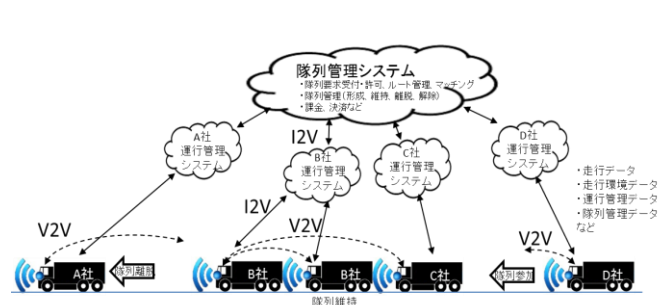 隊列管理システム
・隊列要求受付・許可、ルート管理、マッチング
・隊列管理(形成、維持、離脱、解除)
・課金、決済など
A社
運行管理
システム
I2V
B社
運行管理
システム
C社
運行管理
システム
D社
運行管理
システム
・走行データ
・走行環境データ
・運行管理データ
・隊列管理データ
など
V2V
I2V
V2V
V2V
A社
隊列離脱
B社
B社
C社
隊列参加
D社
隊列維持